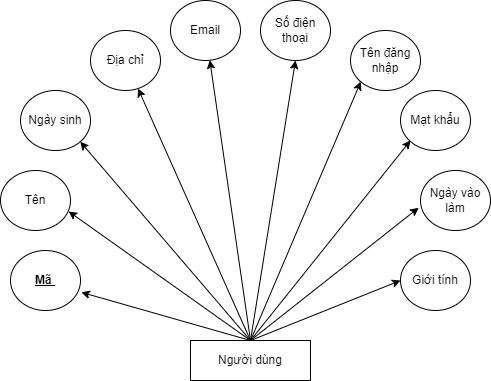 Email
Số điện
thoại
Địa chỉ
Tên đăng
nhập
Ngày sinh
Mạt khẩu
Tên
Ngày vào
làm
Mã
Giới tính
Người dùng